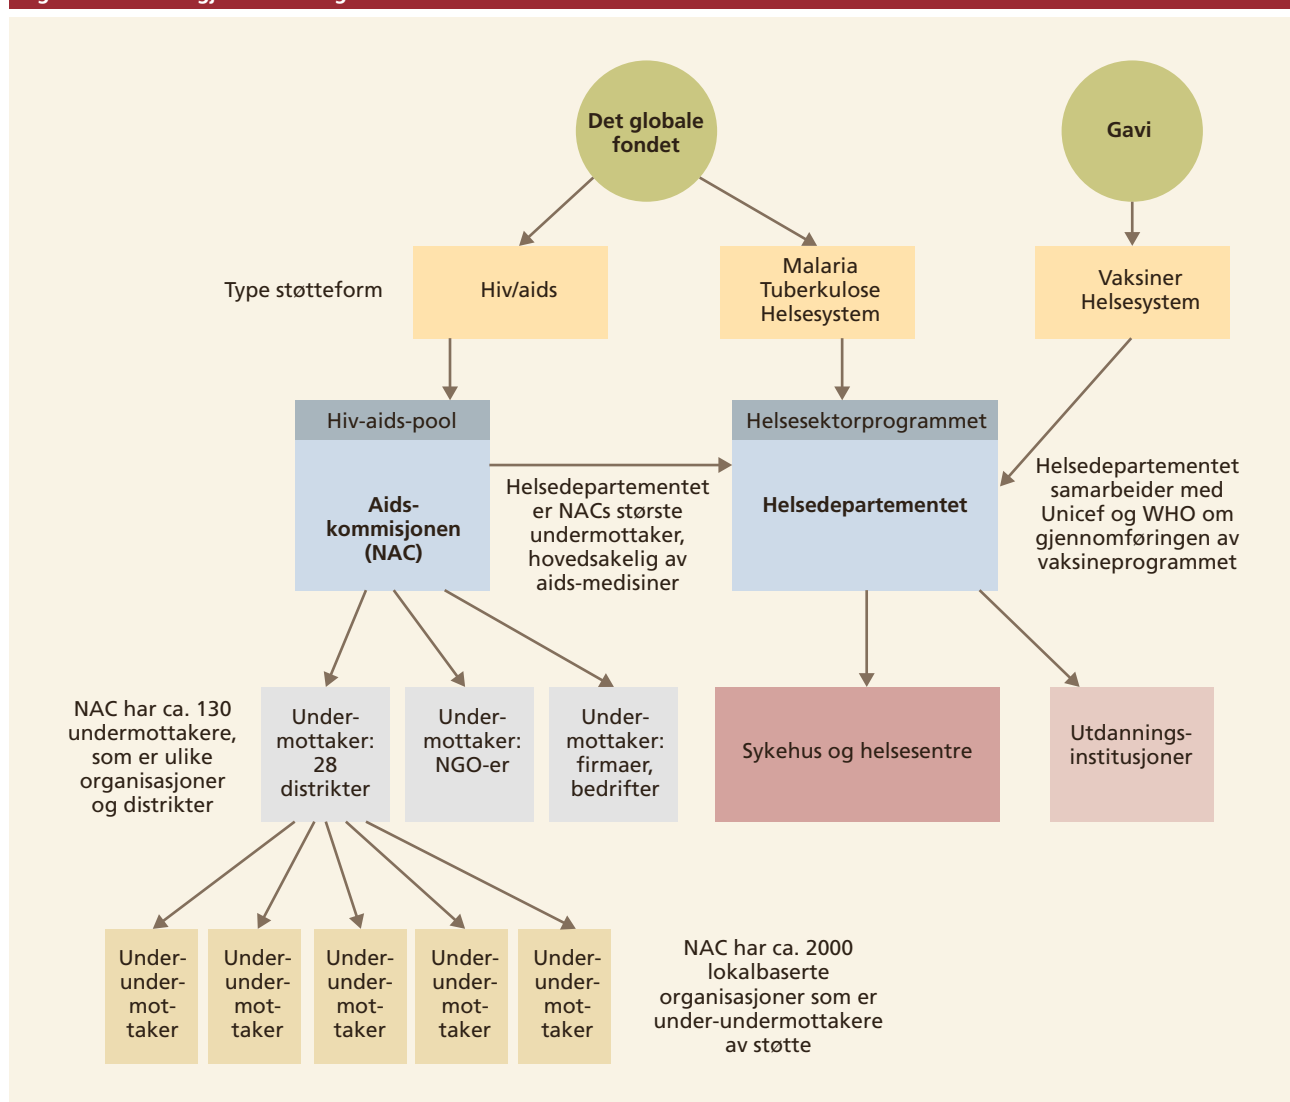 Det globale
fondet
Gavi
Type støtteform
Hiv/aids
Malaria
Tuberkulose
Helsesystem
Vaksiner
Helsesystem
Hiv-aids-pool
Aids-
kommisjonen
(NAC)
Helsedepartementet
er NACs største
undermottaker,
hovedsakelig av
aids-medisiner
Helsesektorprogrammet
Helsedepartementet
Helsedepartementet
samarbeider med
Unicef og WHO om
gjennomføringen av
vaksineprogrammet
NAC har ca. 130
undermottakere,
som er ulike
organisasjoner
og distrikter
Under-
mottaker:
28
distrikter
Under-
mottaker:
NGO-er
Under-
mottaker:
firmaer,
bedrifter
Sykehus og helsesentre
Utdannings-
institusjoner
Under-
under-
mot-
taker
Under-
under-
mot-
taker
Under-
under-
mot-
taker
Under-
under-
mot-
taker
Under-
under-
mot-
taker
NAC har ca. 2000
lokalbaserte
organisasjoner som er
under-undermottakere
av støtte